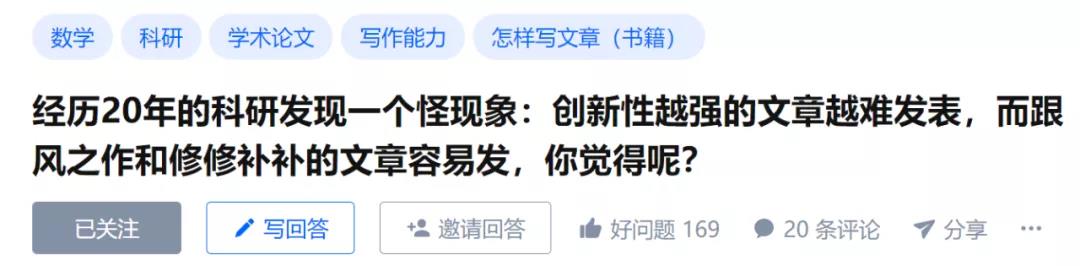 数学 科研 学术论文 写作能力 怎样写文章（书籍）
经历20年的科研发现一个怪现象：创新性越强的文章越难发表，而跟
风之作和修修补补的文章容易发，你觉得呢？
已关注 写回答 邀请回答 好问题 169 20 条评论 分享 ···